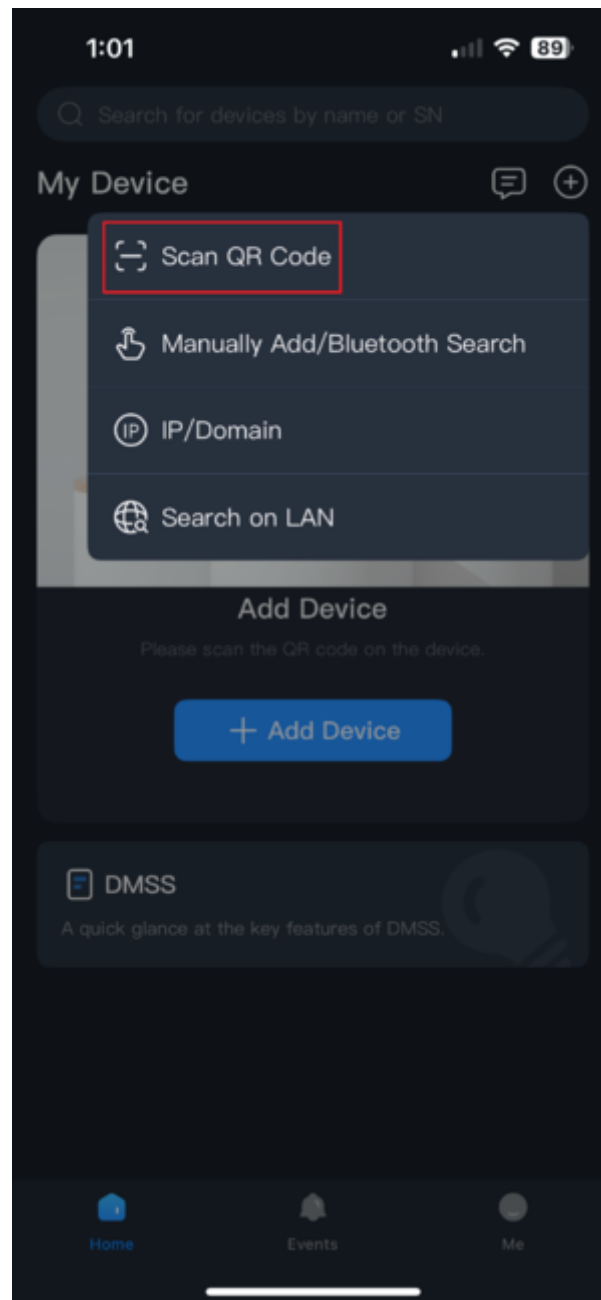 1:01
89
Search for devices by name or SN
My Device
Scan QR Code
Manually Add/Bluetooth Search
IP
IP/Domain
Search on LAN
Add Device
Please scan the QR code on the device.
+ Add Device
DMSS
A quick glance at the key features of DMSS.
Home
Events
Me